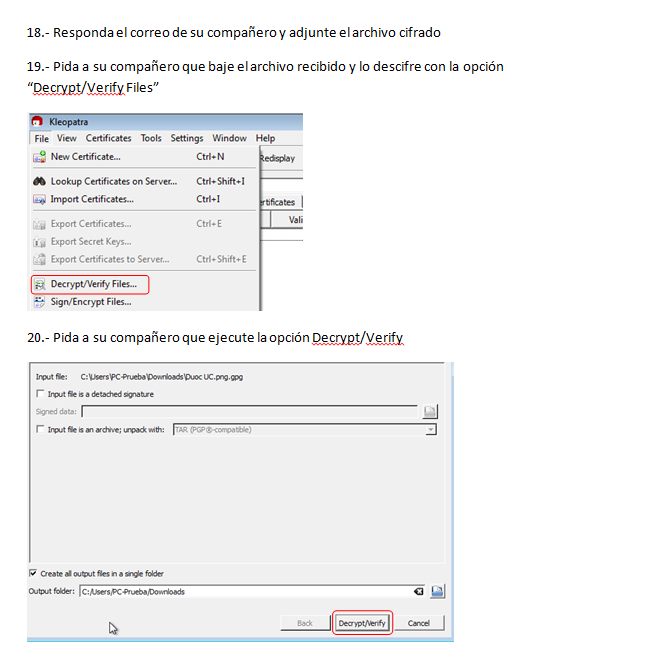 18.- Responda el correo de su compañero y adjunte el archivo cifrado
19.- Pida a su compañero que baje el archivo recibido y lo descifre con la opción
“Decrypt/Verify Files”
Kleopatra
File View Certificates Tools Settings Window Help
New Certificate... Ctrl+N
Redisplay
Lookup Certificates on Server... Ctrl+Shift+I
Import Certificates... Ctrl+I
ertificates
Export Certificates... Ctrl+E
Vali
Export Secret Keys...
Export Certificates to Server... Ctrl+Shift+E
Decrypt/Verify Files...
Sign/Encrypt Files...
20.- Pida a su compañero que ejecute la opción Decrypt/Verify
Input file: C:\Users\PC-Prueba\Downloads\Duoc UC.png.gpg
Input file is a detached signature
Signed data:
Input file is an archive; unpack with: TAR (PGP®-compatible)
Create all output files in a single folder
Output folder: C:/Users/PC-Prueba/Downloads
Back Decrypt/Verify Cancel